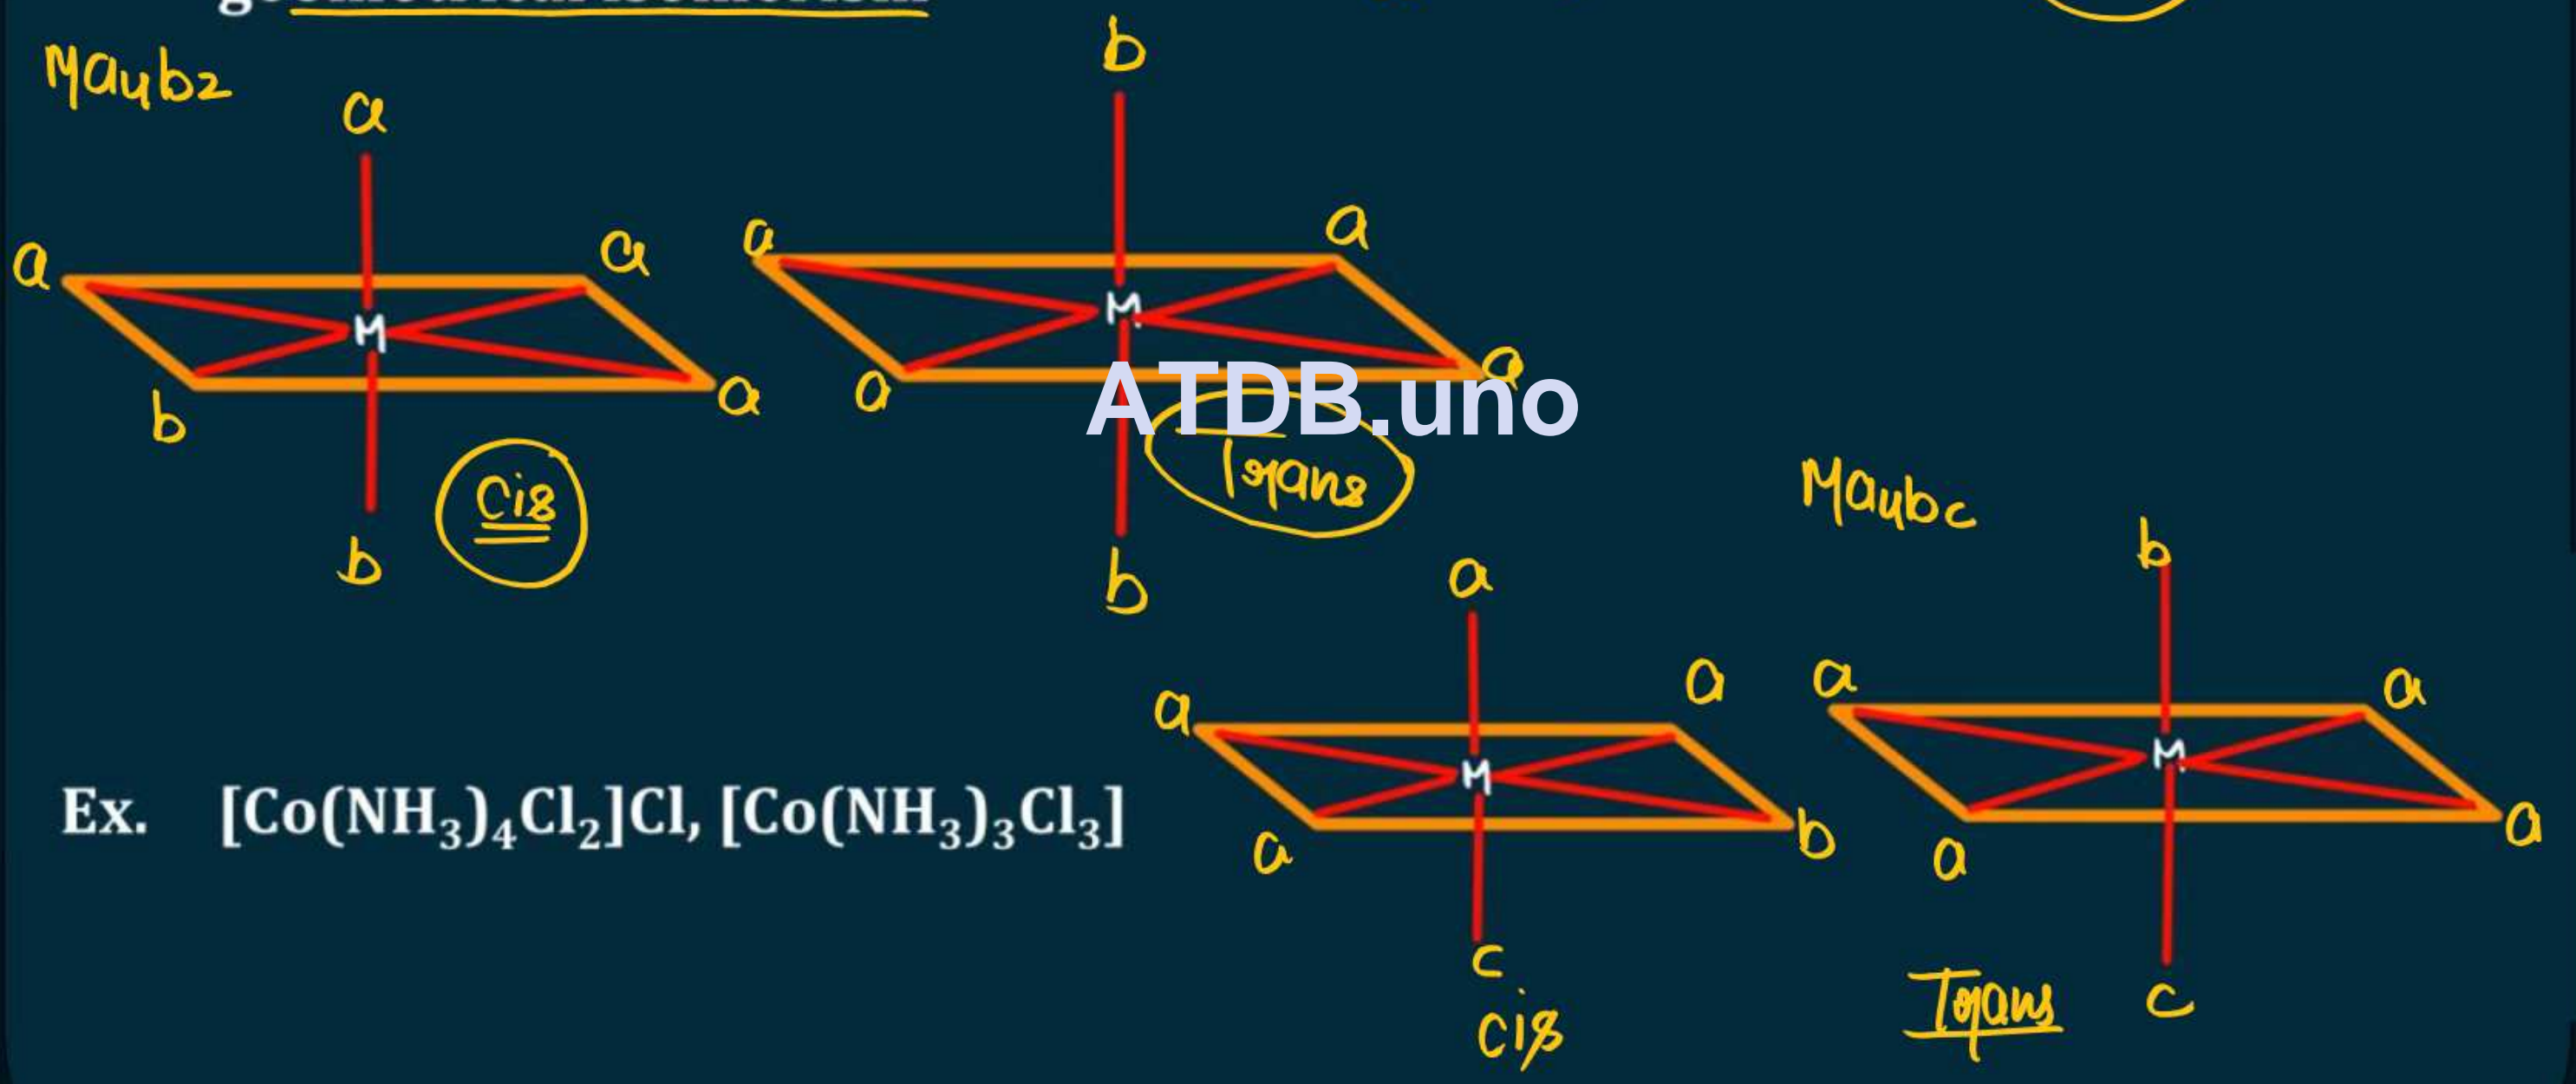 Ma4b2
b
a
a
a
a
a
M
M
b
a
a
a
ATDB.uno
Cis
Trans
b
b
Ma4bc
b
a
a
a
a
a
M
M
Ex. [Co(NH₃)₄Cl₂]Cl, [Co(NH₃)₃Cl₃]
a
b
a
a
c
cis
Trans
c